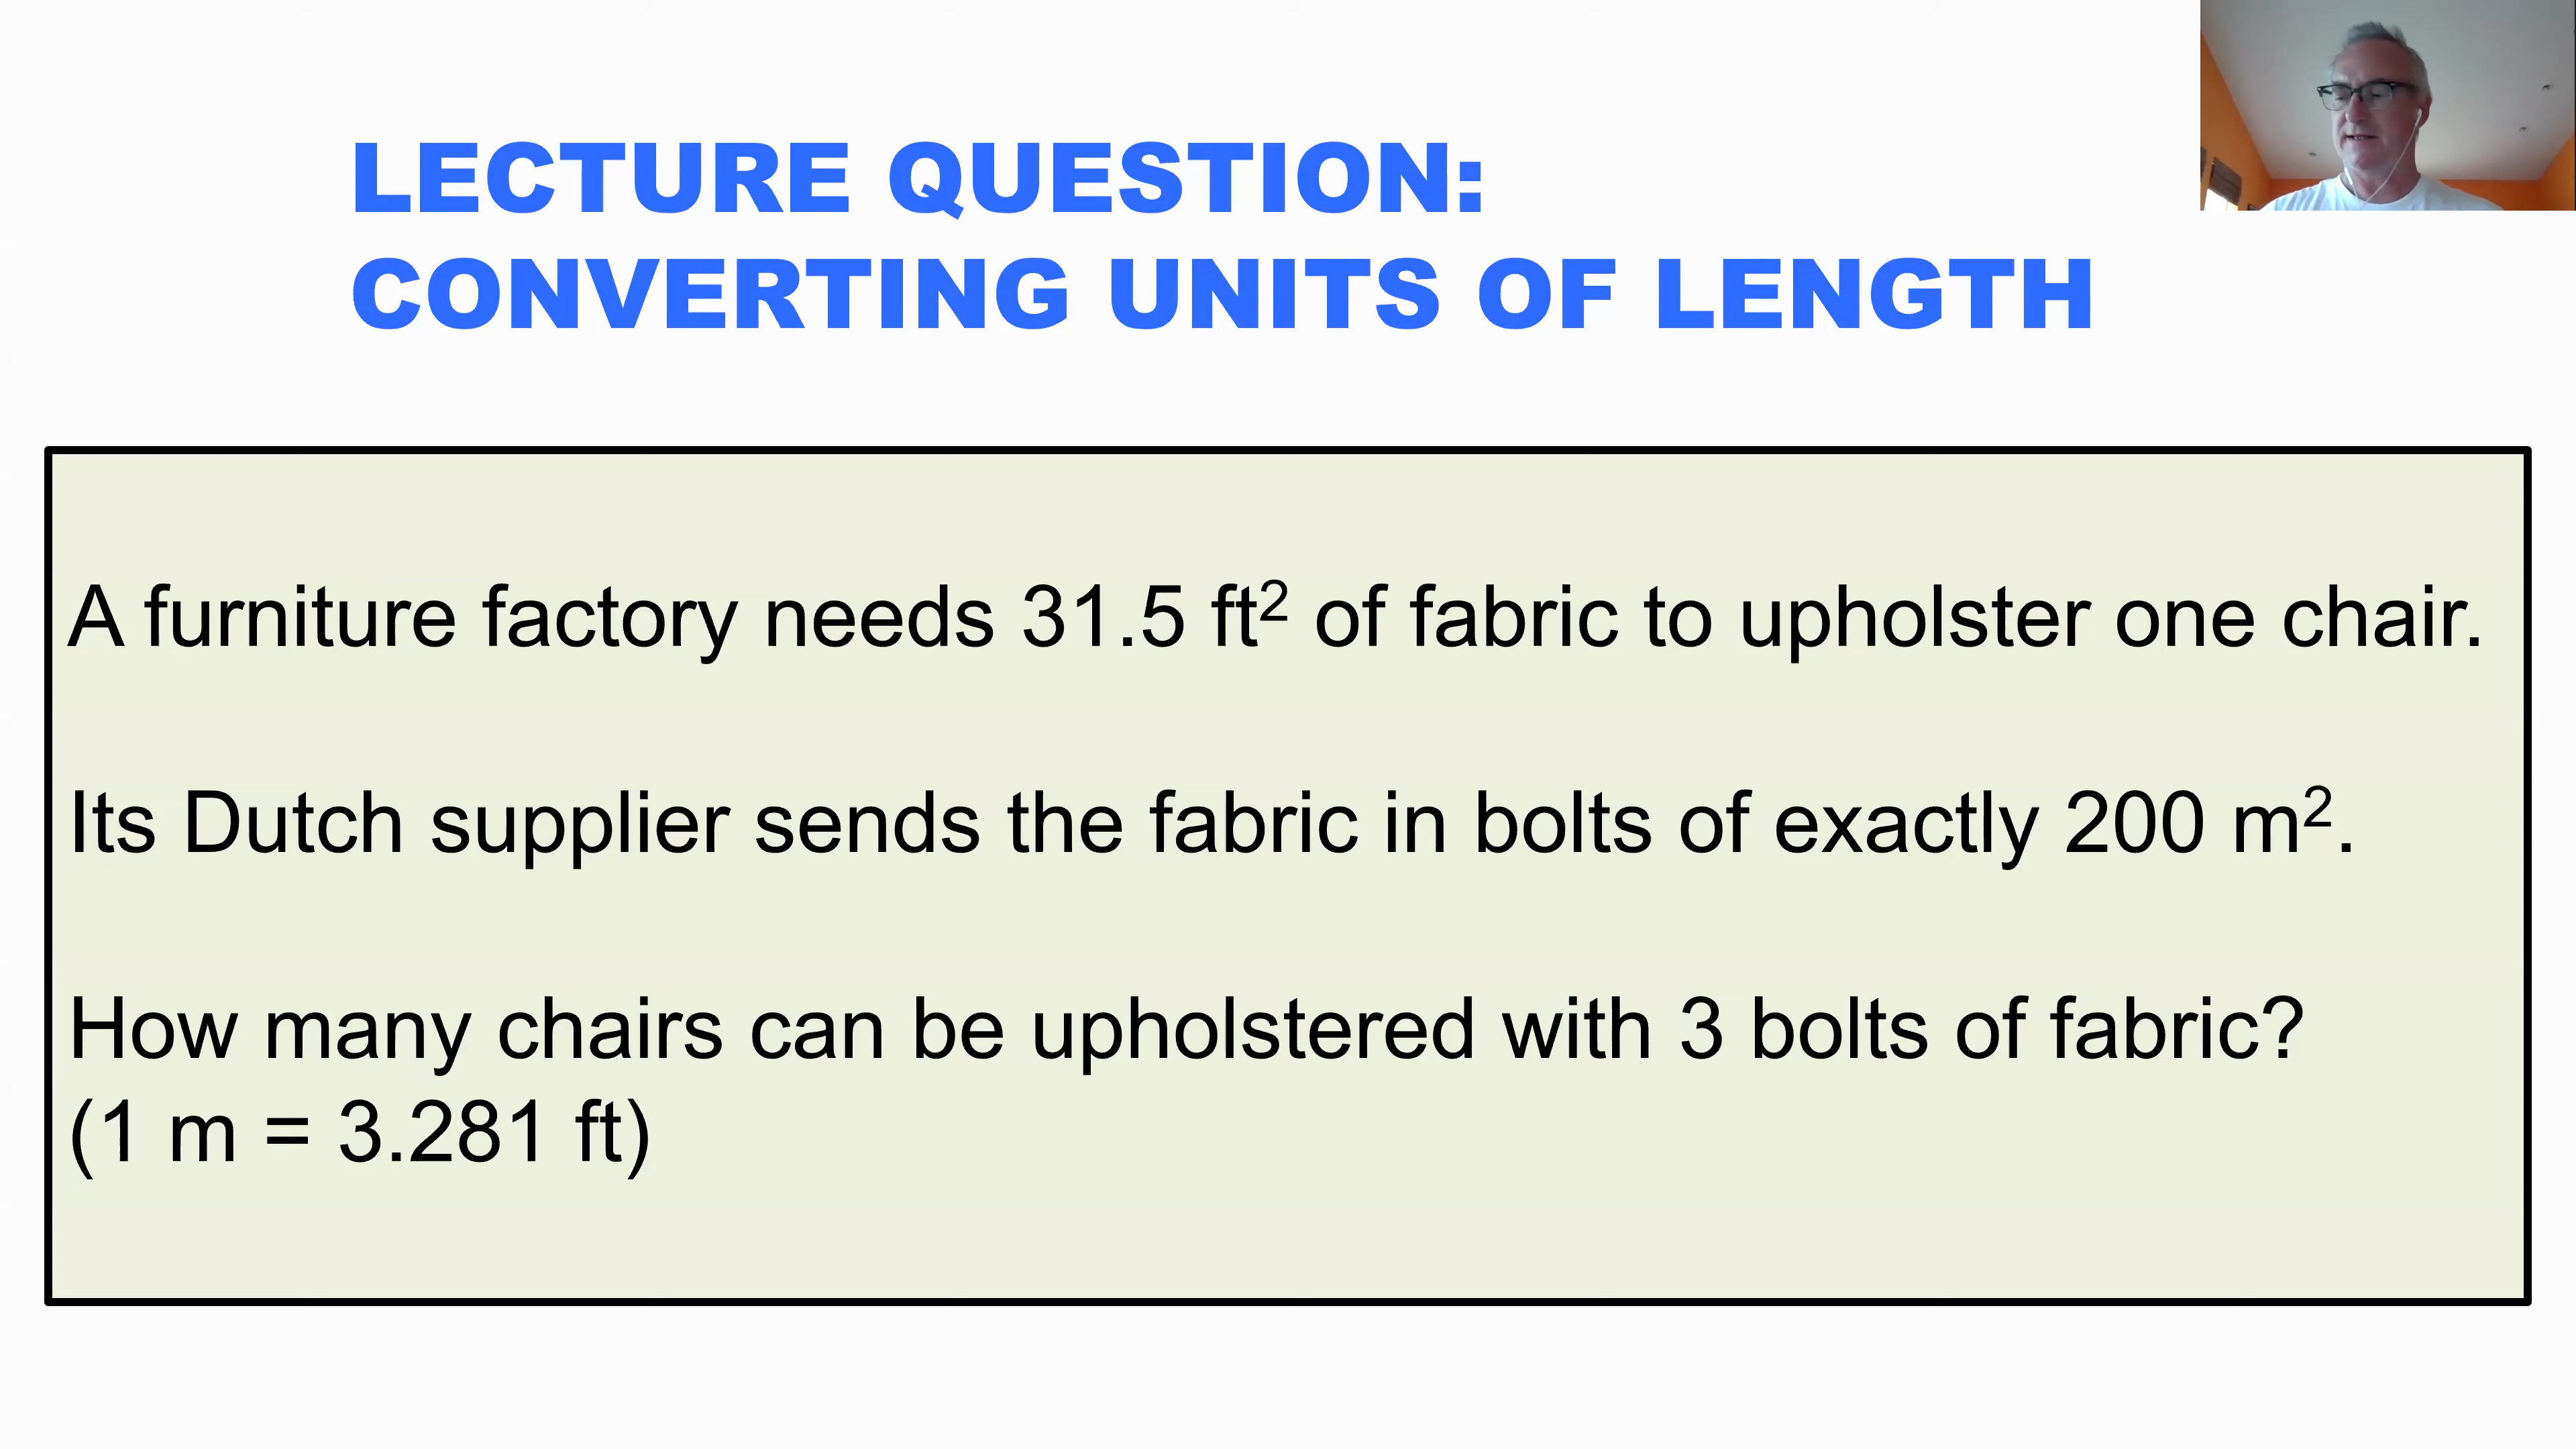 LECTURE QUESTION:
CONVERTING UNITS OF LENGTH
A furniture factory needs 31.5 ft² of fabric to upholster one chair.
Its Dutch supplier sends the fabric in bolts of exactly 200 m².
How many chairs can be upholstered with 3 bolts of fabric?
(1 m = 3.281 ft)